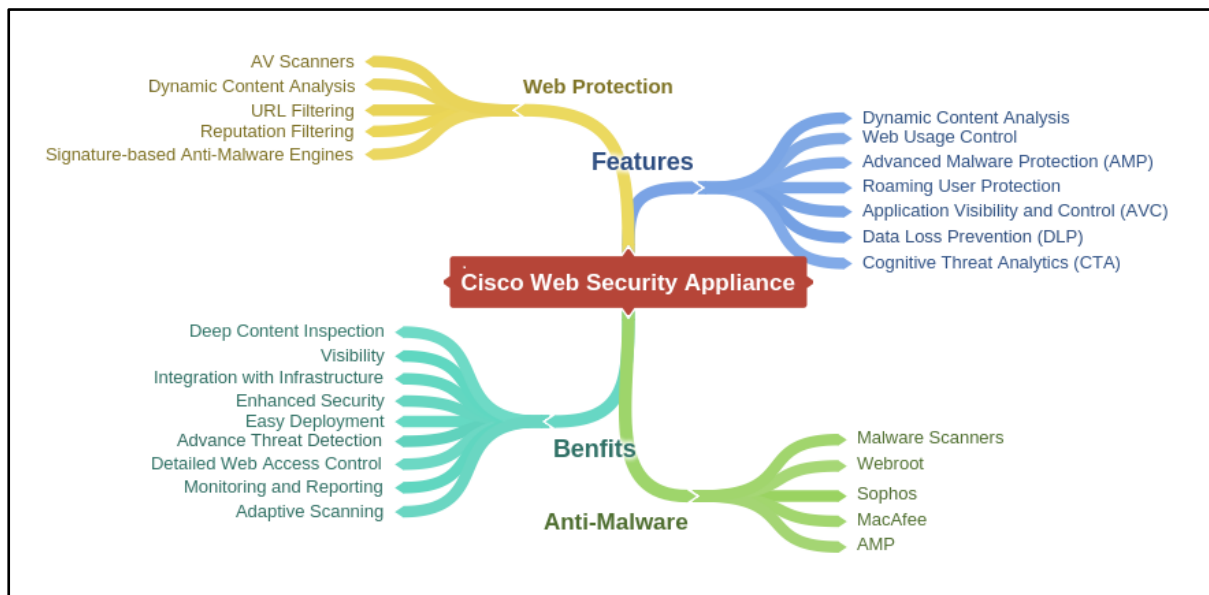 Cisco Web Security Appliance
Web Protection
AV Scanners
Dynamic Content Analysis
URL Filtering
Reputation Filtering
Signature-based Anti-Malware Engines
Features
Dynamic Content Analysis
Web Usage Control
Advanced Malware Protection (AMP)
Roaming User Protection
Application Visibility and Control (AVC)
Data Loss Prevention (DLP)
Cognitive Threat Analytics (CTA)
Benfits
Deep Content Inspection
Visibility
Integration with Infrastructure
Enhanced Security
Easy Deployment
Advance Threat Detection
Detailed Web Access Control
Monitoring and Reporting
Adaptive Scanning
Anti-Malware
Malware Scanners
Webroot
Sophos
MacAfee
AMP